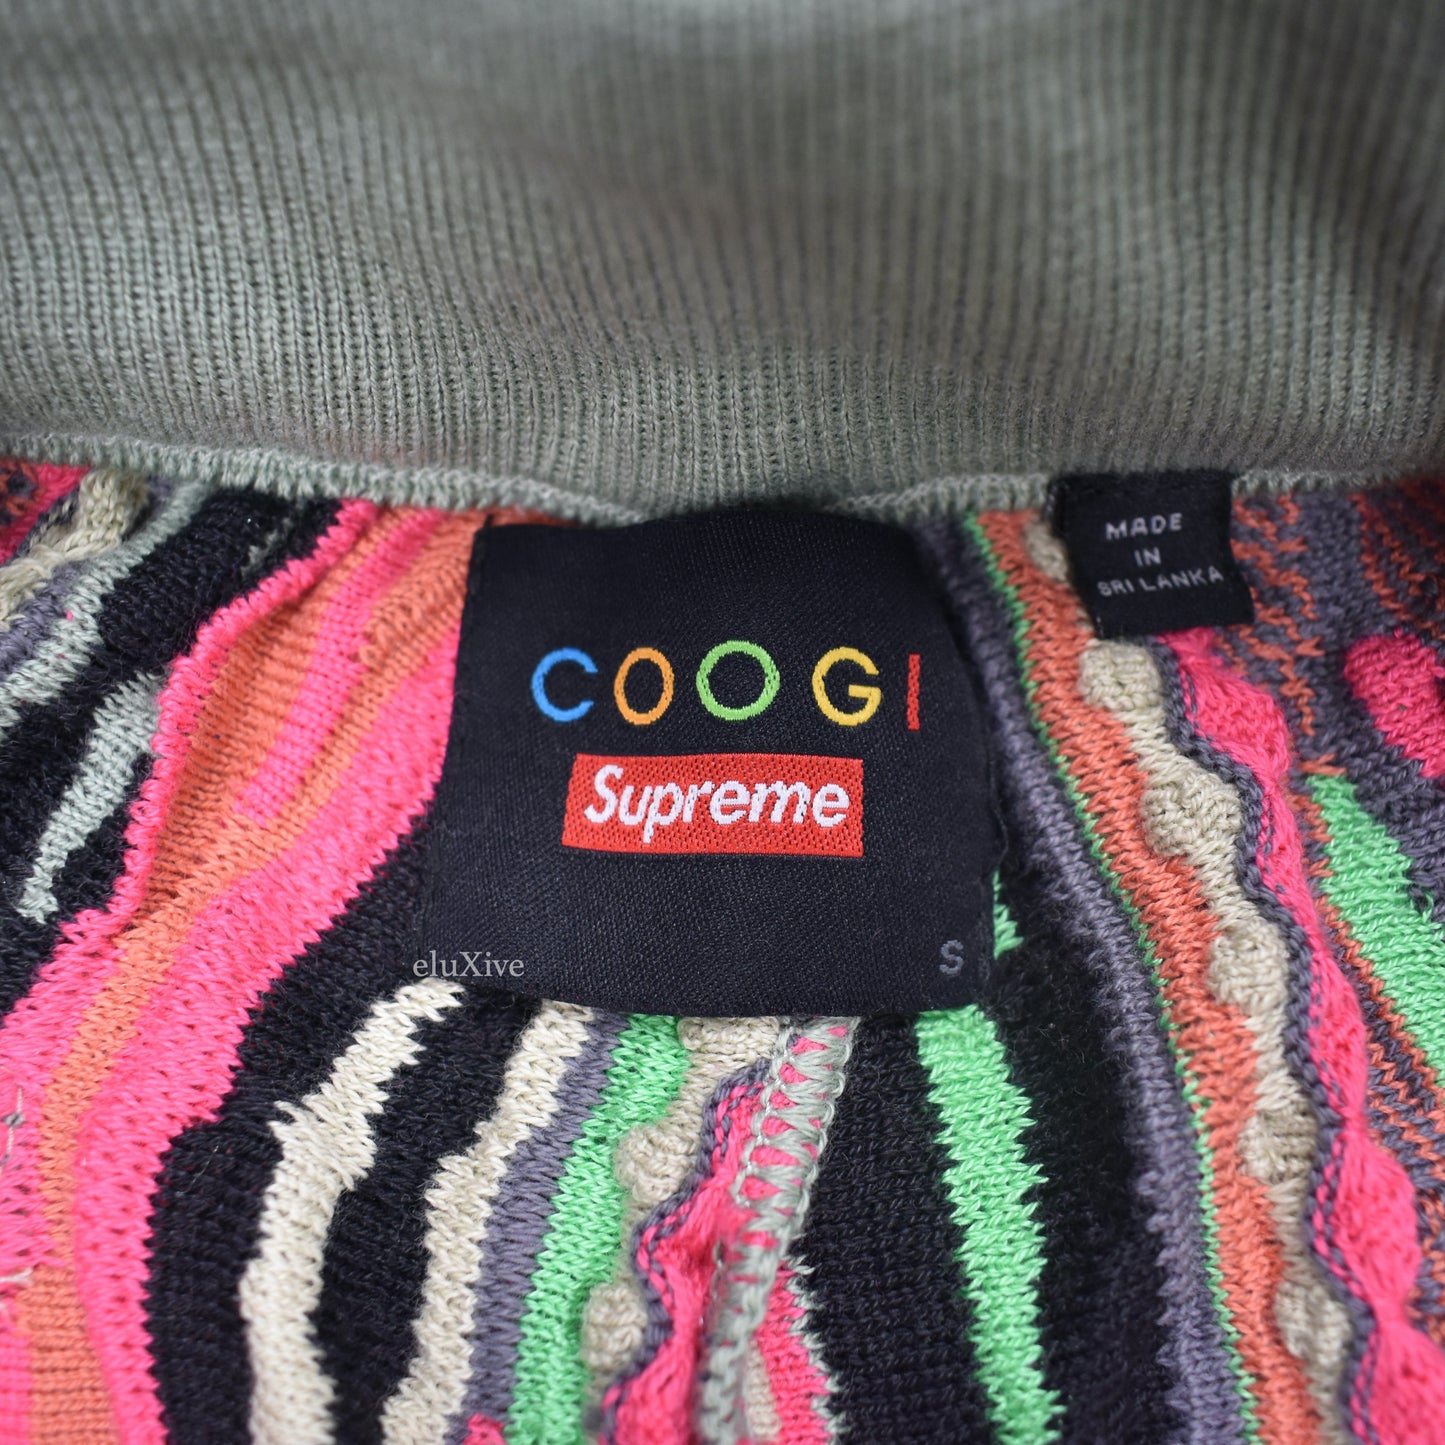 MADE
IN
SRI LANKA
COOGI
Supreme
S
eluXive